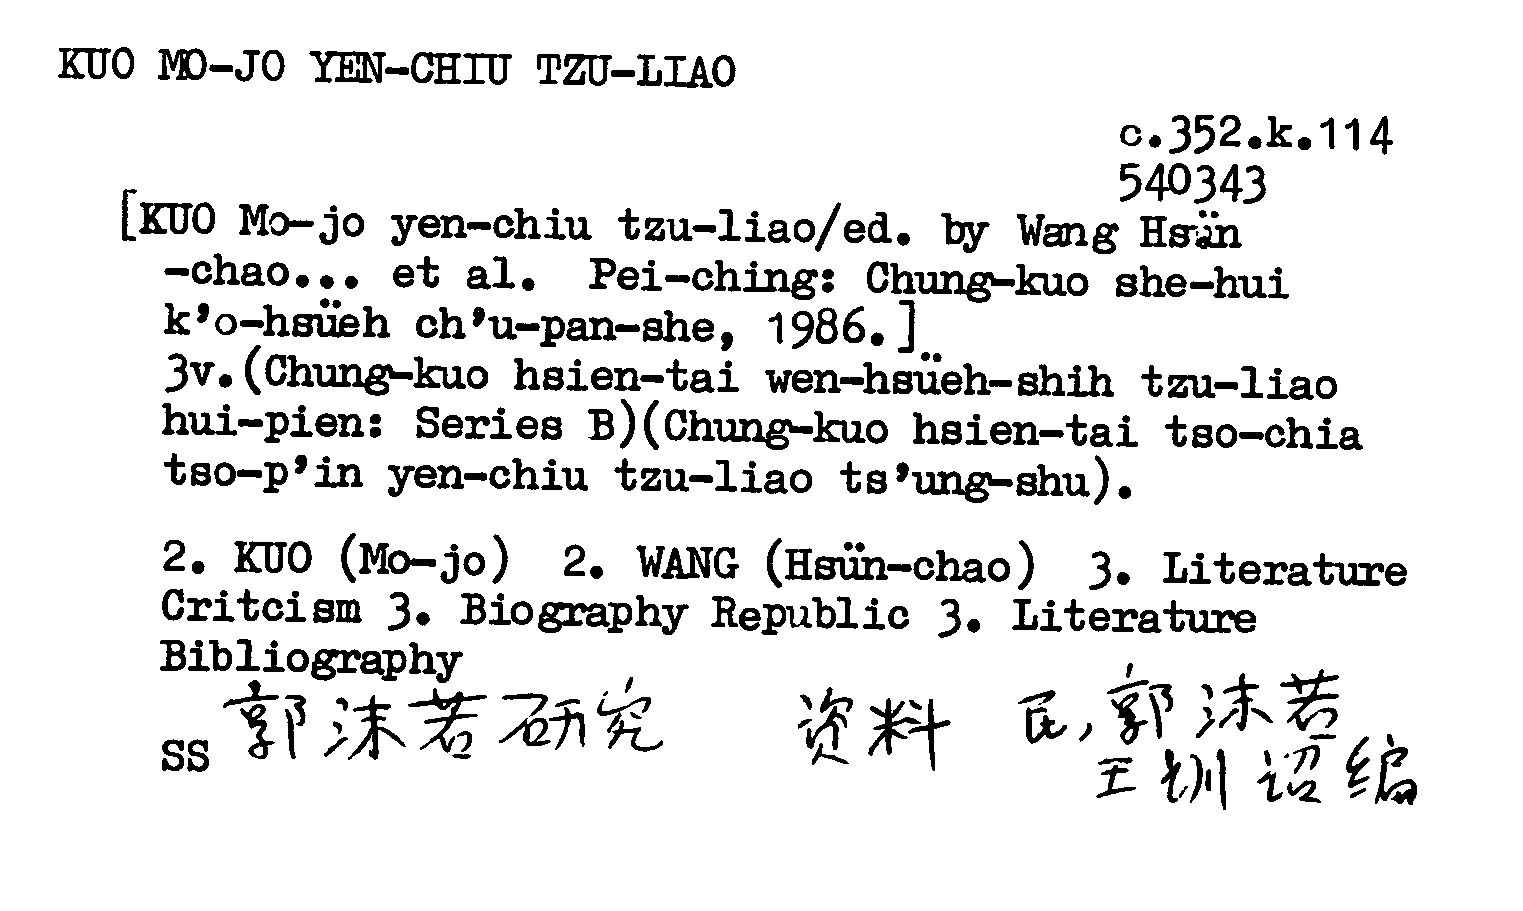 KUO MO-JO YEN-CHIU TZU-LIAO
c.352.k.114
540343
[KUO Mo-jo yen-chiu tzu-liao/ed. by Wang Hsün
-chao... et al. Pei-ching: Chung-kuo she-hui
k'o-hsüeh ch'u-pan-she, 1986.]
3v.(Chung-kuo hsien-tai wen-hsüeh-shih tzu-liao
hui-pien: Series B)(Chung-kuo hsien-tai tso-chia
tso-p'in yen-chiu tzu-liao ts'ung-shu).
2. KUO (Mo-jo) 2. WANG (Hsün-chao) 3. Literature
Critcism 3. Biography Republic 3. Literature
Bibliography
SS 郭沫若研究 资料 民,郭沫若
王训诏编